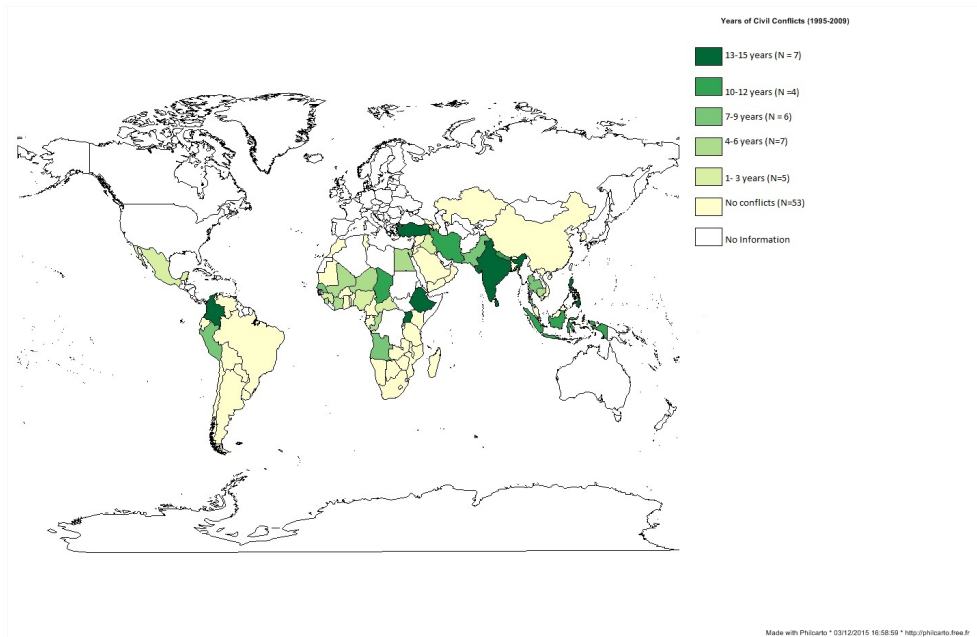 Years of Civil Conflicts (1995-2009)
13-15 years (N = 7)
10-12 years (N =4)
7-9 years (N = 6)
4-6 years (N=7)
1- 3 years (N=5)
No conflicts (N=53)
No Information
Made with Philcarto * 03/12/2015 16:58:59 * http://philcarto.free.fr